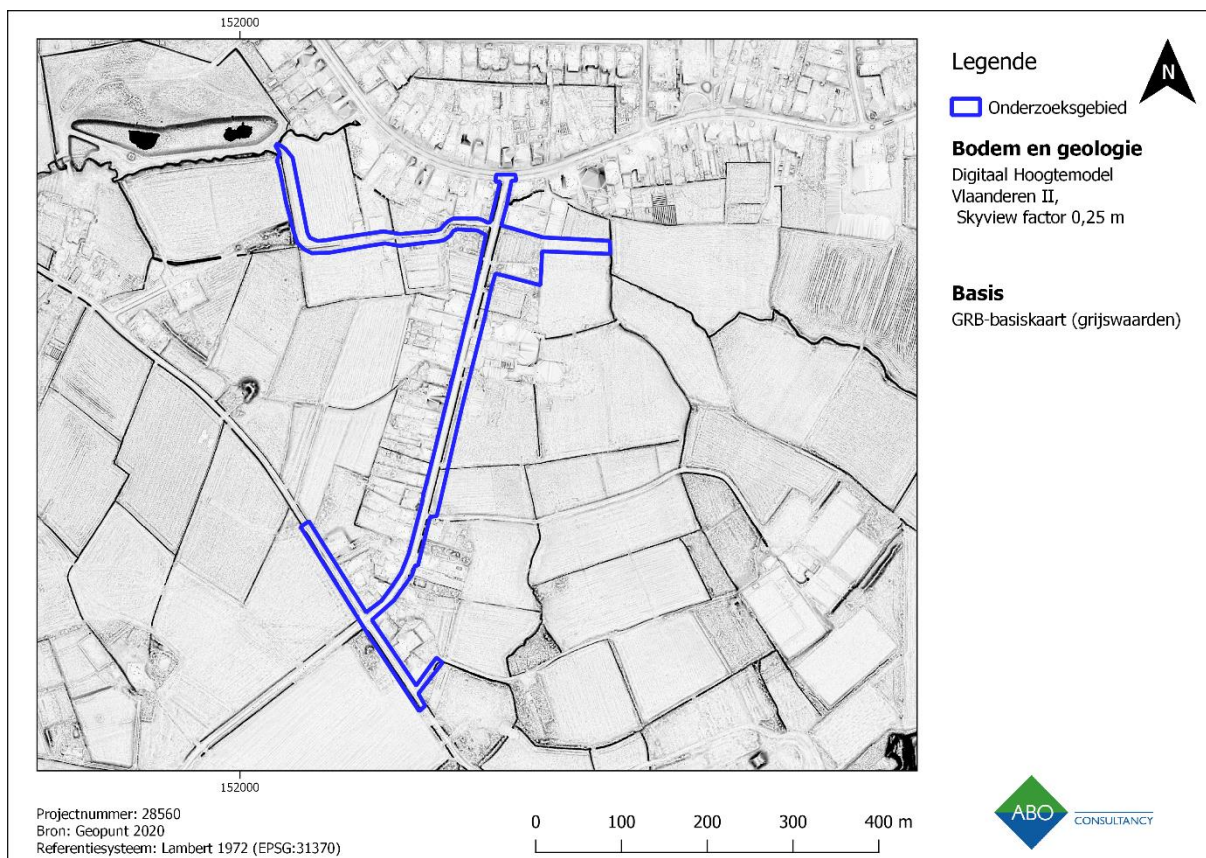 152000
Legende
N
Onderzoeksgebied
Bodem en geologie
Digitaal Hoogtemodel
Vlaanderen II,
Skyview factor 0,25 m
Basis
GRB-basiskaart (grijswaarden)
152000
Projectnummer: 28560
Bron: Geopunt 2020
Referentiesysteem: Lambert 1972 (EPSG:31370)
0 100 200 300 400 m
ABO CONSULTANCY